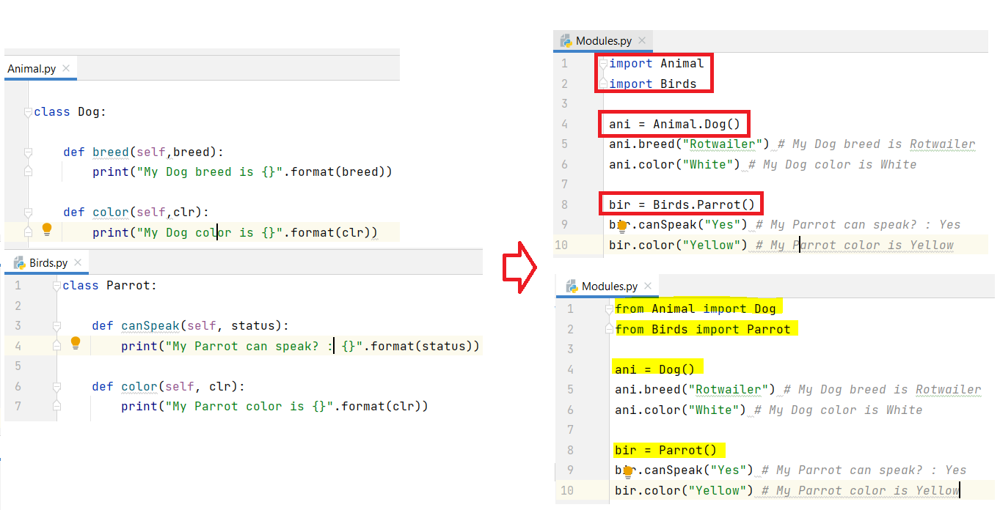 Animal.py
class Dog:
def breed(self,breed):
print("My Dog breed is {}".format(breed))
def color(self,clr):
print("My Dog color is {}".format(clr))
Birds.py
1 class Parrot:
2
3 def canSpeak(self, status):
4 print("My Parrot can speak? : {}".format(status))
5
6 def color(self, clr):
7 print("My Parrot color is {}".format(clr))
Modules.py
1 import Animal
2 import Birds
3
4 ani = Animal.Dog()
5 ani.breed("Rotwailer") # My Dog breed is Rotwailer
6 ani.color("White") # My Dog color is White
7
8 bir = Birds.Parrot()
9 bir.canSpeak("Yes") # My Parrot can speak? : Yes
10 bir.color("Yellow") # My Parrot color is Yellow
Modules.py
1 from Animal import Dog
2 from Birds import Parrot
3
4 ani = Dog()
5 ani.breed("Rotwailer") # My Dog breed is Rotwailer
6 ani.color("White") # My Dog color is White
7
8 bir = Parrot()
9 bir.canSpeak("Yes") # My Parrot can speak? : Yes
10 bir.color("Yellow") # My Parrot color is Yellow